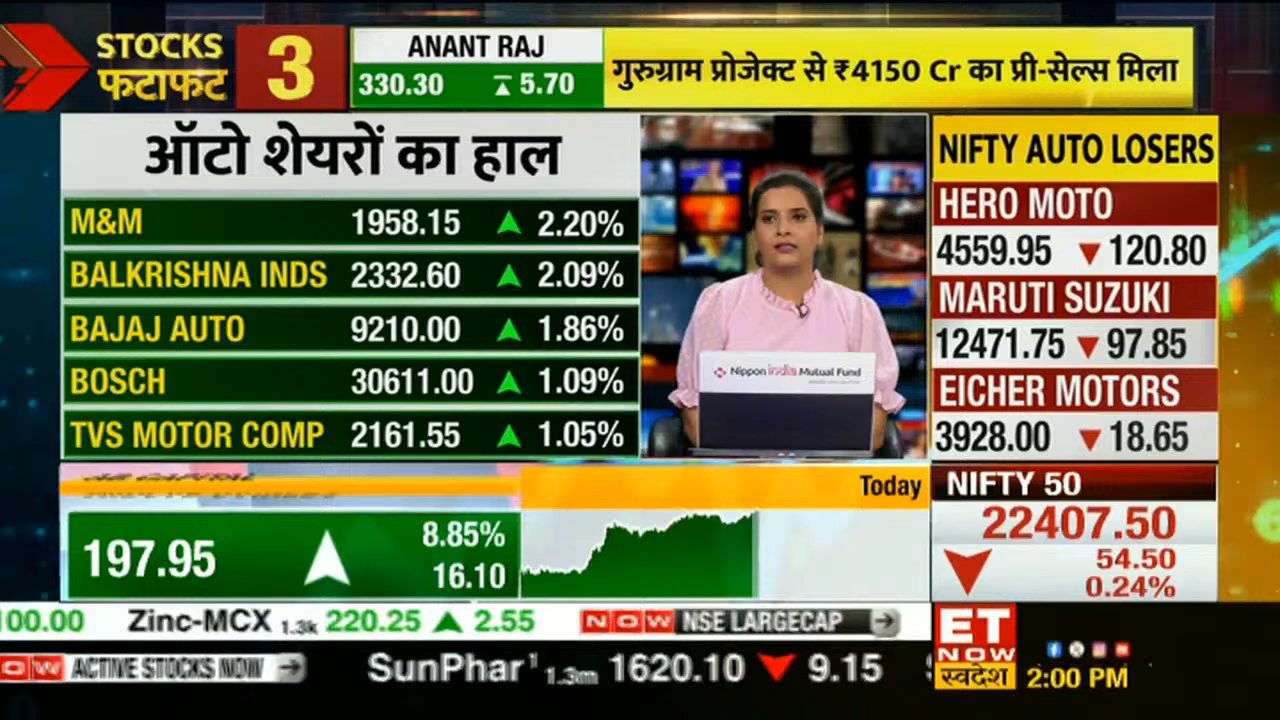 STOCKS
फटाफट
3
ANANT RAJ
330.30 5.70
गुरुग्राम प्रोजेक्ट से ₹4150 Cr का प्री-सेल्स मिला
ऑटो शेयरों का हाल
M&M 1958.15 ▲ 2.20%
BALKRISHNA INDS 2332.60 ▲ 2.09%
BAJAJ AUTO 9210.00 ▲ 1.86%
BOSCH 30611.00 ▲ 1.09%
TVS MOTOR COMP 2161.55 ▲ 1.05%
Nippon india Mutual Fund
NIFTY AUTO LOSERS
HERO MOTO
4559.95 ▼ 120.80
MARUTI SUZUKI
12471.75 ▼ 97.85
EICHER MOTORS
3928.00 ▼ 18.65
Today
197.95 ▲ 8.85%
16.10
NIFTY 50
22407.50
▼ 54.50
0.24%
00.00 Zinc-MCX 1.3k 220.25 ▲ 2.55 NOW NSE LARGECAP
OW ACTIVE STOCKS NOW SunPhar 1 1.3m 1620.10 ▼ 9.15
ET
NOW
स्वदेश
2:00 PM